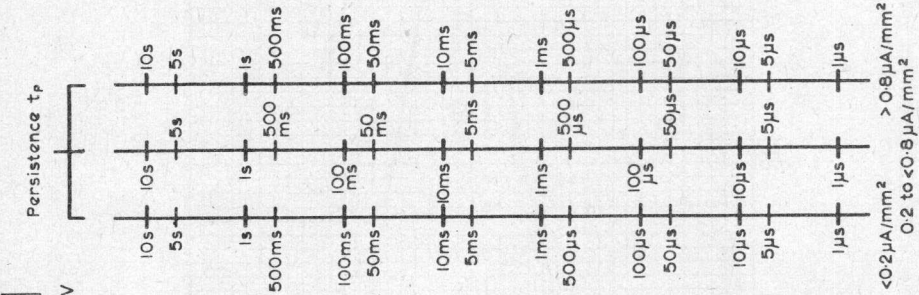 Persistence tp
V
10s 10s 10s
5s 5s 5s
1s 1s 1s
500ms 500 ms 500ms
100ms 100 ms 100ms
50ms 50 ms 50ms
10ms 10ms 10ms
5ms 5ms 5ms
1ms 1ms 1ms
500µs 500 µs 500µs
100µs 100 µs 100µs
50µs 50µs 50µs
10µs 10µs 10µs
5µs 5µs 5µs
1µs 1µs 1µs
<0·2µA/mm² >0·8µA/mm²
0·2 to <0·8µA/mm²